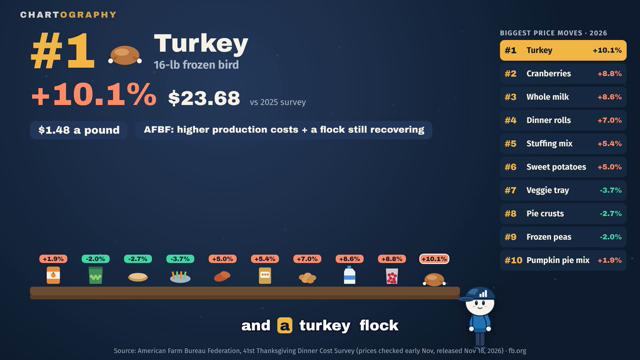 CHARTOGRAPHY
#1 Turkey
16-lb frozen bird
+10.1% $23.68 vs 2025 survey
$1.48 a pound AFBF: higher production costs + a flock still recovering
BIGGEST PRICE MOVES · 2026
#1 Turkey +10.1%
#2 Cranberries +8.8%
#3 Whole milk +8.6%
#4 Dinner rolls +7.0%
#5 Stuffing mix +5.4%
#6 Sweet potatoes +5.0%
#7 Veggie tray -3.7%
#8 Pie crusts -2.7%
#9 Frozen peas -2.0%
#10 Pumpkin pie mix +1.9%
+1.9% -2.0% -2.7% -3.7% +5.0% +5.4% +7.0% +8.6% +8.8% +10.1%
and a turkey flock
Source: American Farm Bureau Federation, 41st Thanksgiving Dinner Cost Survey (prices checked early Nov, released Nov 18, 2026) · fb.org